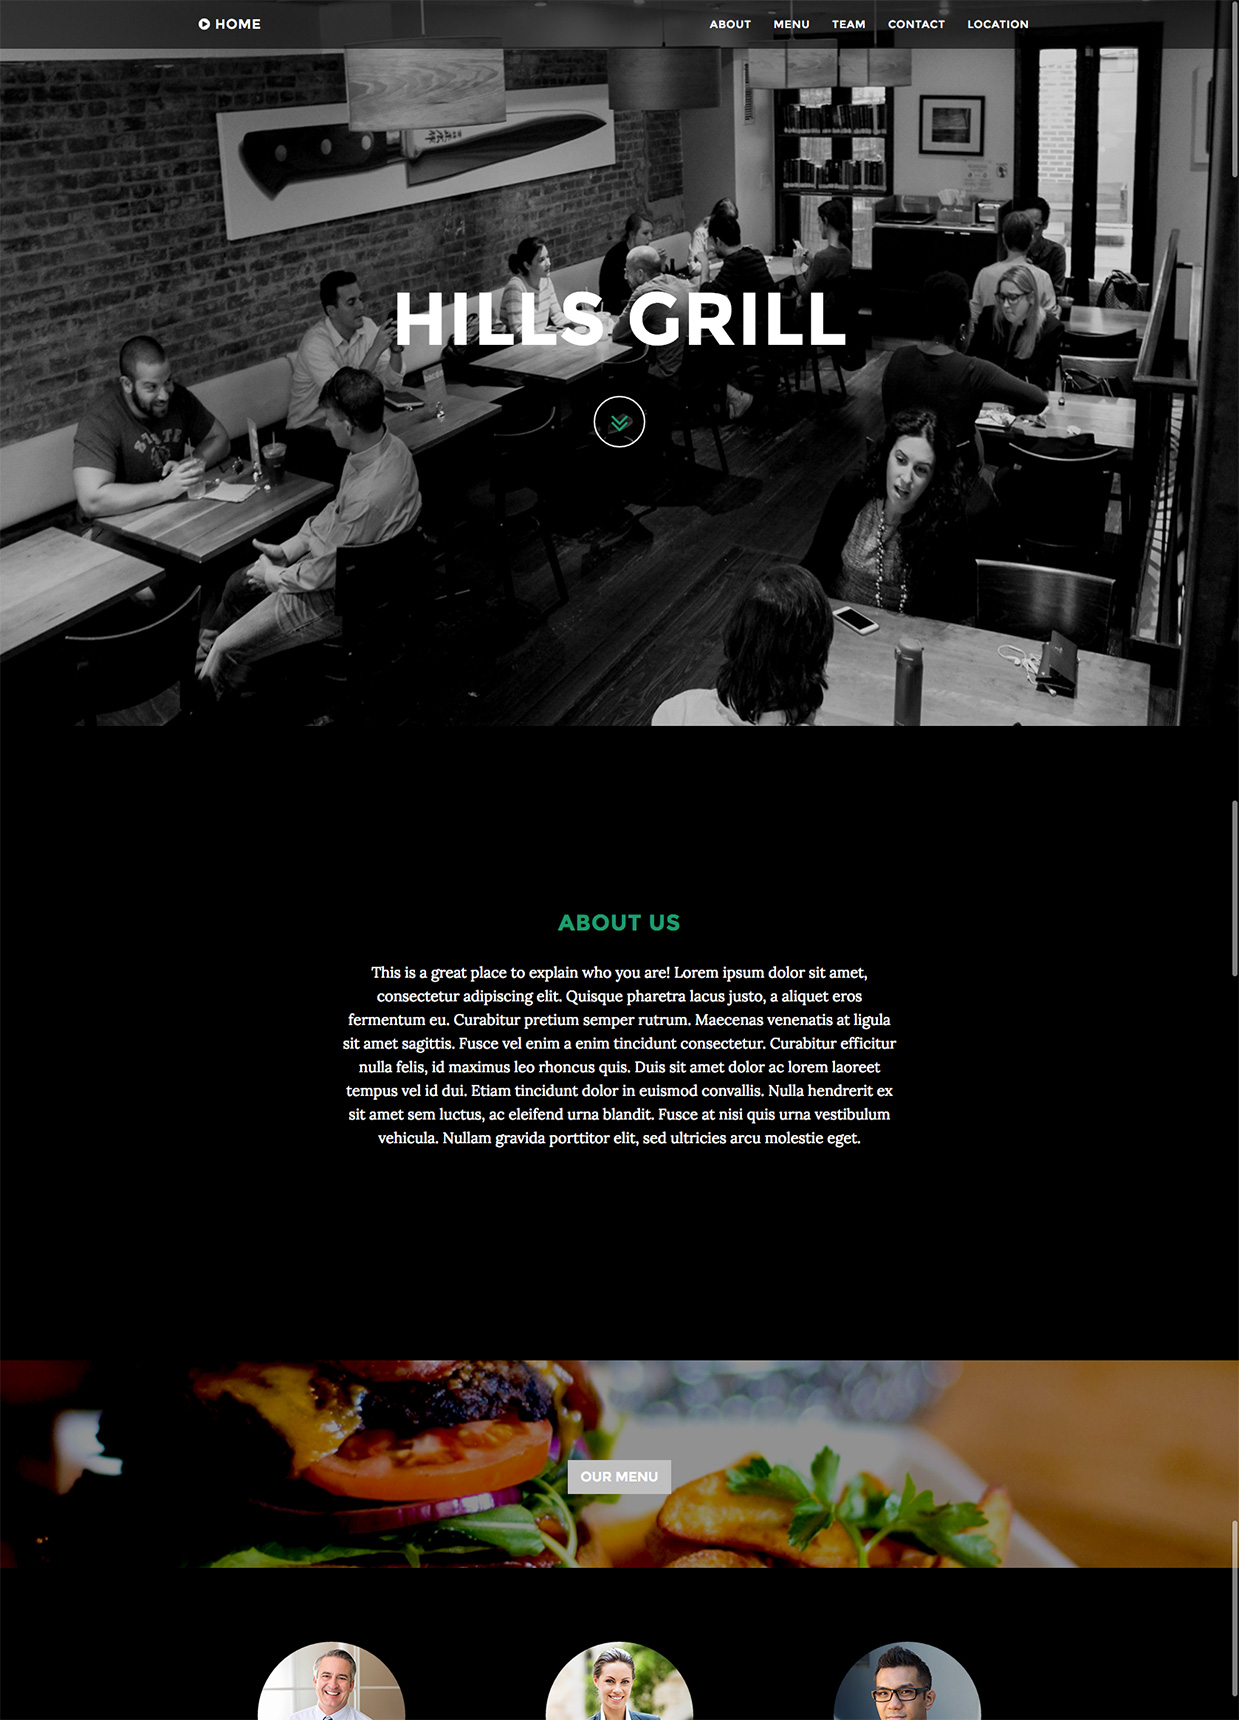 HOME
ABOUT MENU TEAM CONTACT LOCATION
HILLS GRILL
ABOUT US
This is a great place to explain who you are! Lorem ipsum dolor sit amet,
consectetur adipiscing elit. Quisque pharetra lacus justo, a aliquet eros
fermentum eu. Curabitur pretium semper rutrum. Maecenas venenatis at ligula
sit amet sagittis. Fusce vel enim a enim tincidunt consectetur. Curabitur efficitur
nulla felis, id maximus leo rhoncus quis. Duis sit amet dolor ac lorem laoreet
tempus vel id dui. Etiam tincidunt dolor in euismod convallis. Nulla hendrerit ex
sit amet sem luctus, ac eleifend urna blandit. Fusce at nisi quis urna vestibulum
vehicula. Nullam gravida porttitor elit, sed ultricies arcu molestie eget.
OUR MENU